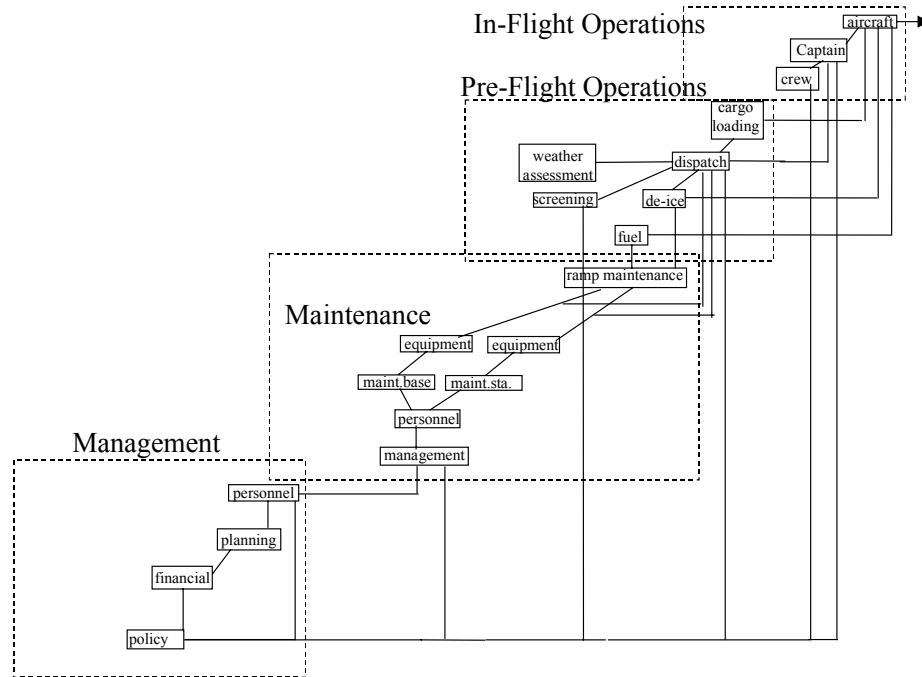 In-Flight Operations
aircraft
Captain
crew
Pre-Flight Operations
cargo
loading
weather
assessment
dispatch
screening
de-ice
fuel
ramp maintenance
Maintenance
equipment
equipment
maint.base
maint.sta.
personnel
management
Management
personnel
planning
financial
policy